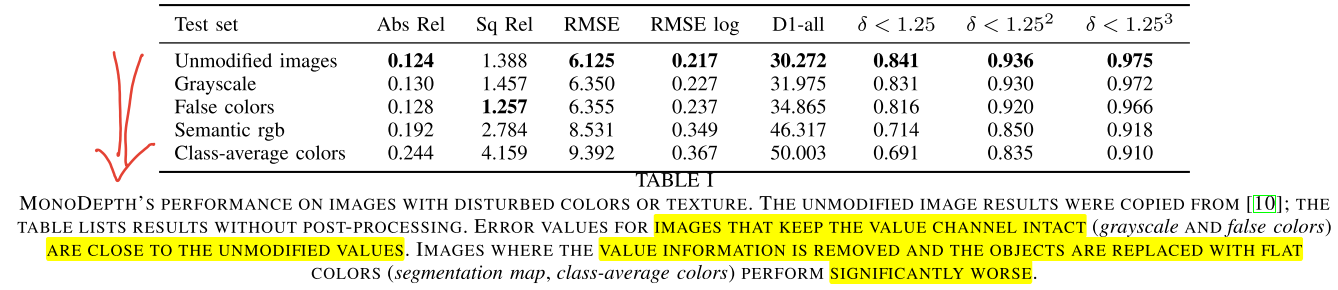 Test set Abs Rel Sq Rel RMSE RMSE log D1-all δ < 1.25 δ < 1.25² δ < 1.25³
Unmodified images 0.124 1.388 6.125 0.217 30.272 0.841 0.936 0.975
Grayscale 0.130 1.457 6.350 0.227 31.975 0.831 0.930 0.972
False colors 0.128 1.257 6.355 0.237 34.865 0.816 0.920 0.966
Semantic rgb 0.192 2.784 8.531 0.349 46.317 0.714 0.850 0.918
Class-average colors 0.244 4.159 9.392 0.367 50.003 0.691 0.835 0.910
TABLE I
MONODEPTH'S PERFORMANCE ON IMAGES WITH DISTURBED COLORS OR TEXTURE. THE UNMODIFIED IMAGE RESULTS WERE COPIED FROM [10]; THE
TABLE LISTS RESULTS WITHOUT POST-PROCESSING. ERROR VALUES FOR IMAGES THAT KEEP THE VALUE CHANNEL INTACT (grayscale AND false colors)
ARE CLOSE TO THE UNMODIFIED VALUES. IMAGES WHERE THE VALUE INFORMATION IS REMOVED AND THE OBJECTS ARE REPLACED WITH FLAT
COLORS (segmentation map, class-average colors) PERFORM SIGNIFICANTLY WORSE.